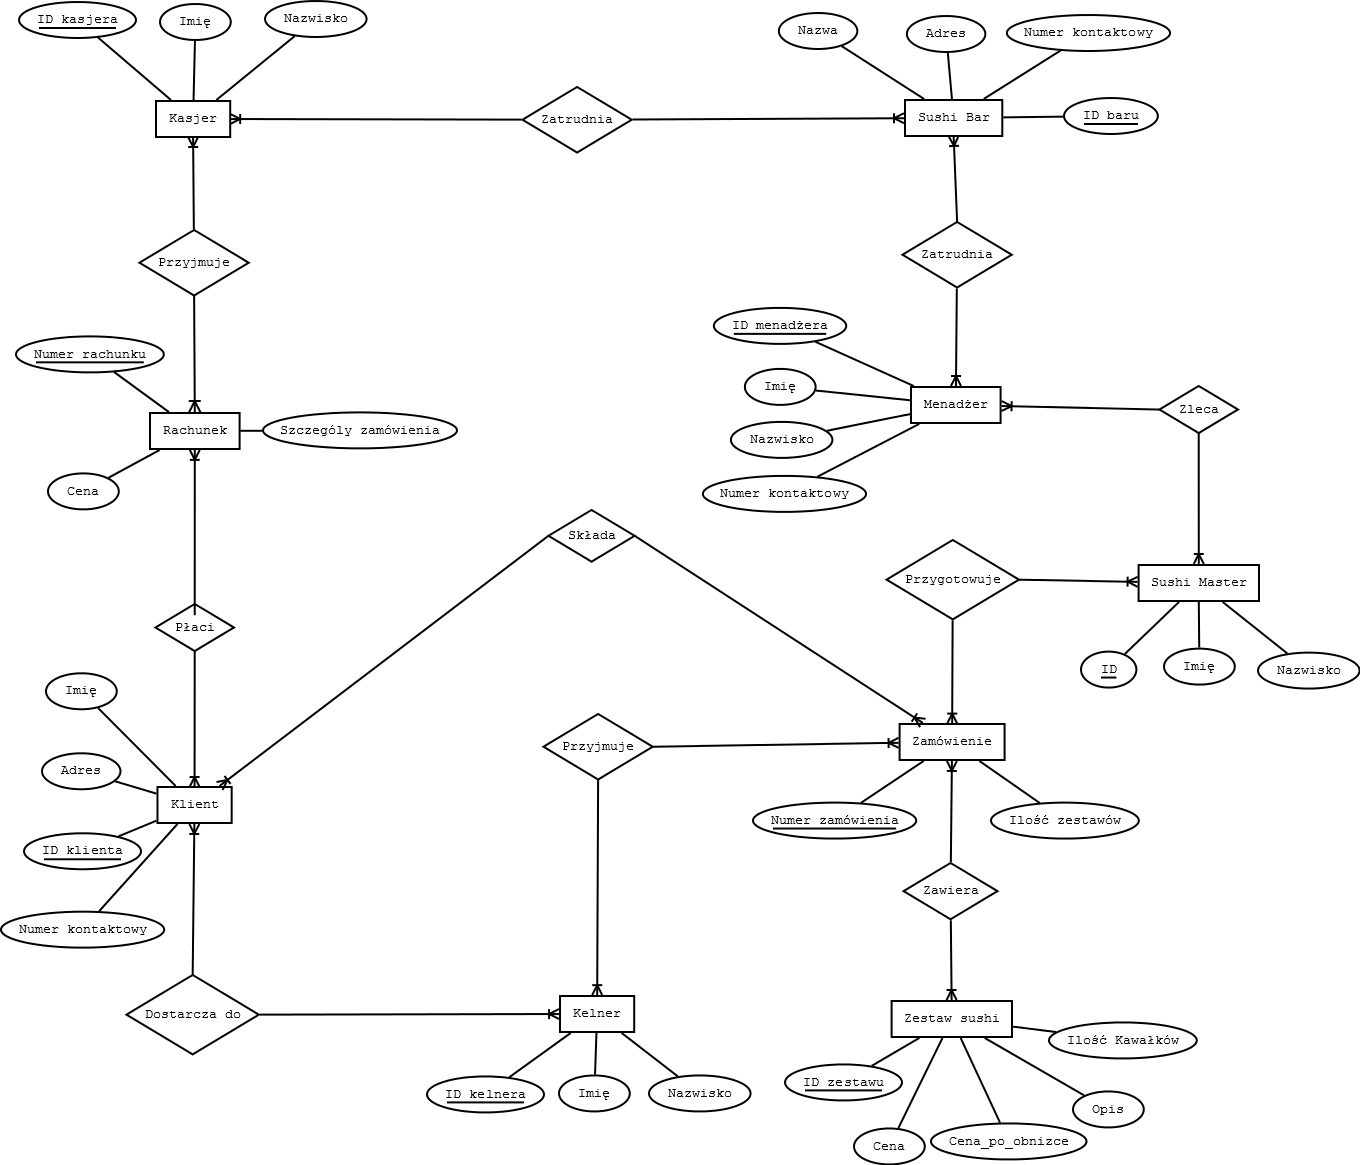 ID kasjera
Imię
Nazwisko
Nazwa
Adres
Numer kontaktowy
Kasjer
Zatrudnia
Sushi Bar
ID baru
Przyjmuje
Zatrudnia
ID menadżera
Numer rachunku
Imię
Menadżer
Zleca
Rachunek
Szczególy zamówienia
Nazwisko
Cena
Numer kontaktowy
Składa
Przygotowuje
Sushi Master
Płaci
ID
Imię
Nazwisko
Imię
Przyjmuje
Zamówienie
Adres
Klient
Numer zamówienia
Ilość zestawów
ID klienta
Zawiera
Numer kontaktowy
Dostarcza do
Kelner
Zestaw sushi
Ilość Kawałków
ID zestawu
ID kelnera
Imię
Nazwisko
Opis
Cena
Cena_po_obnizce